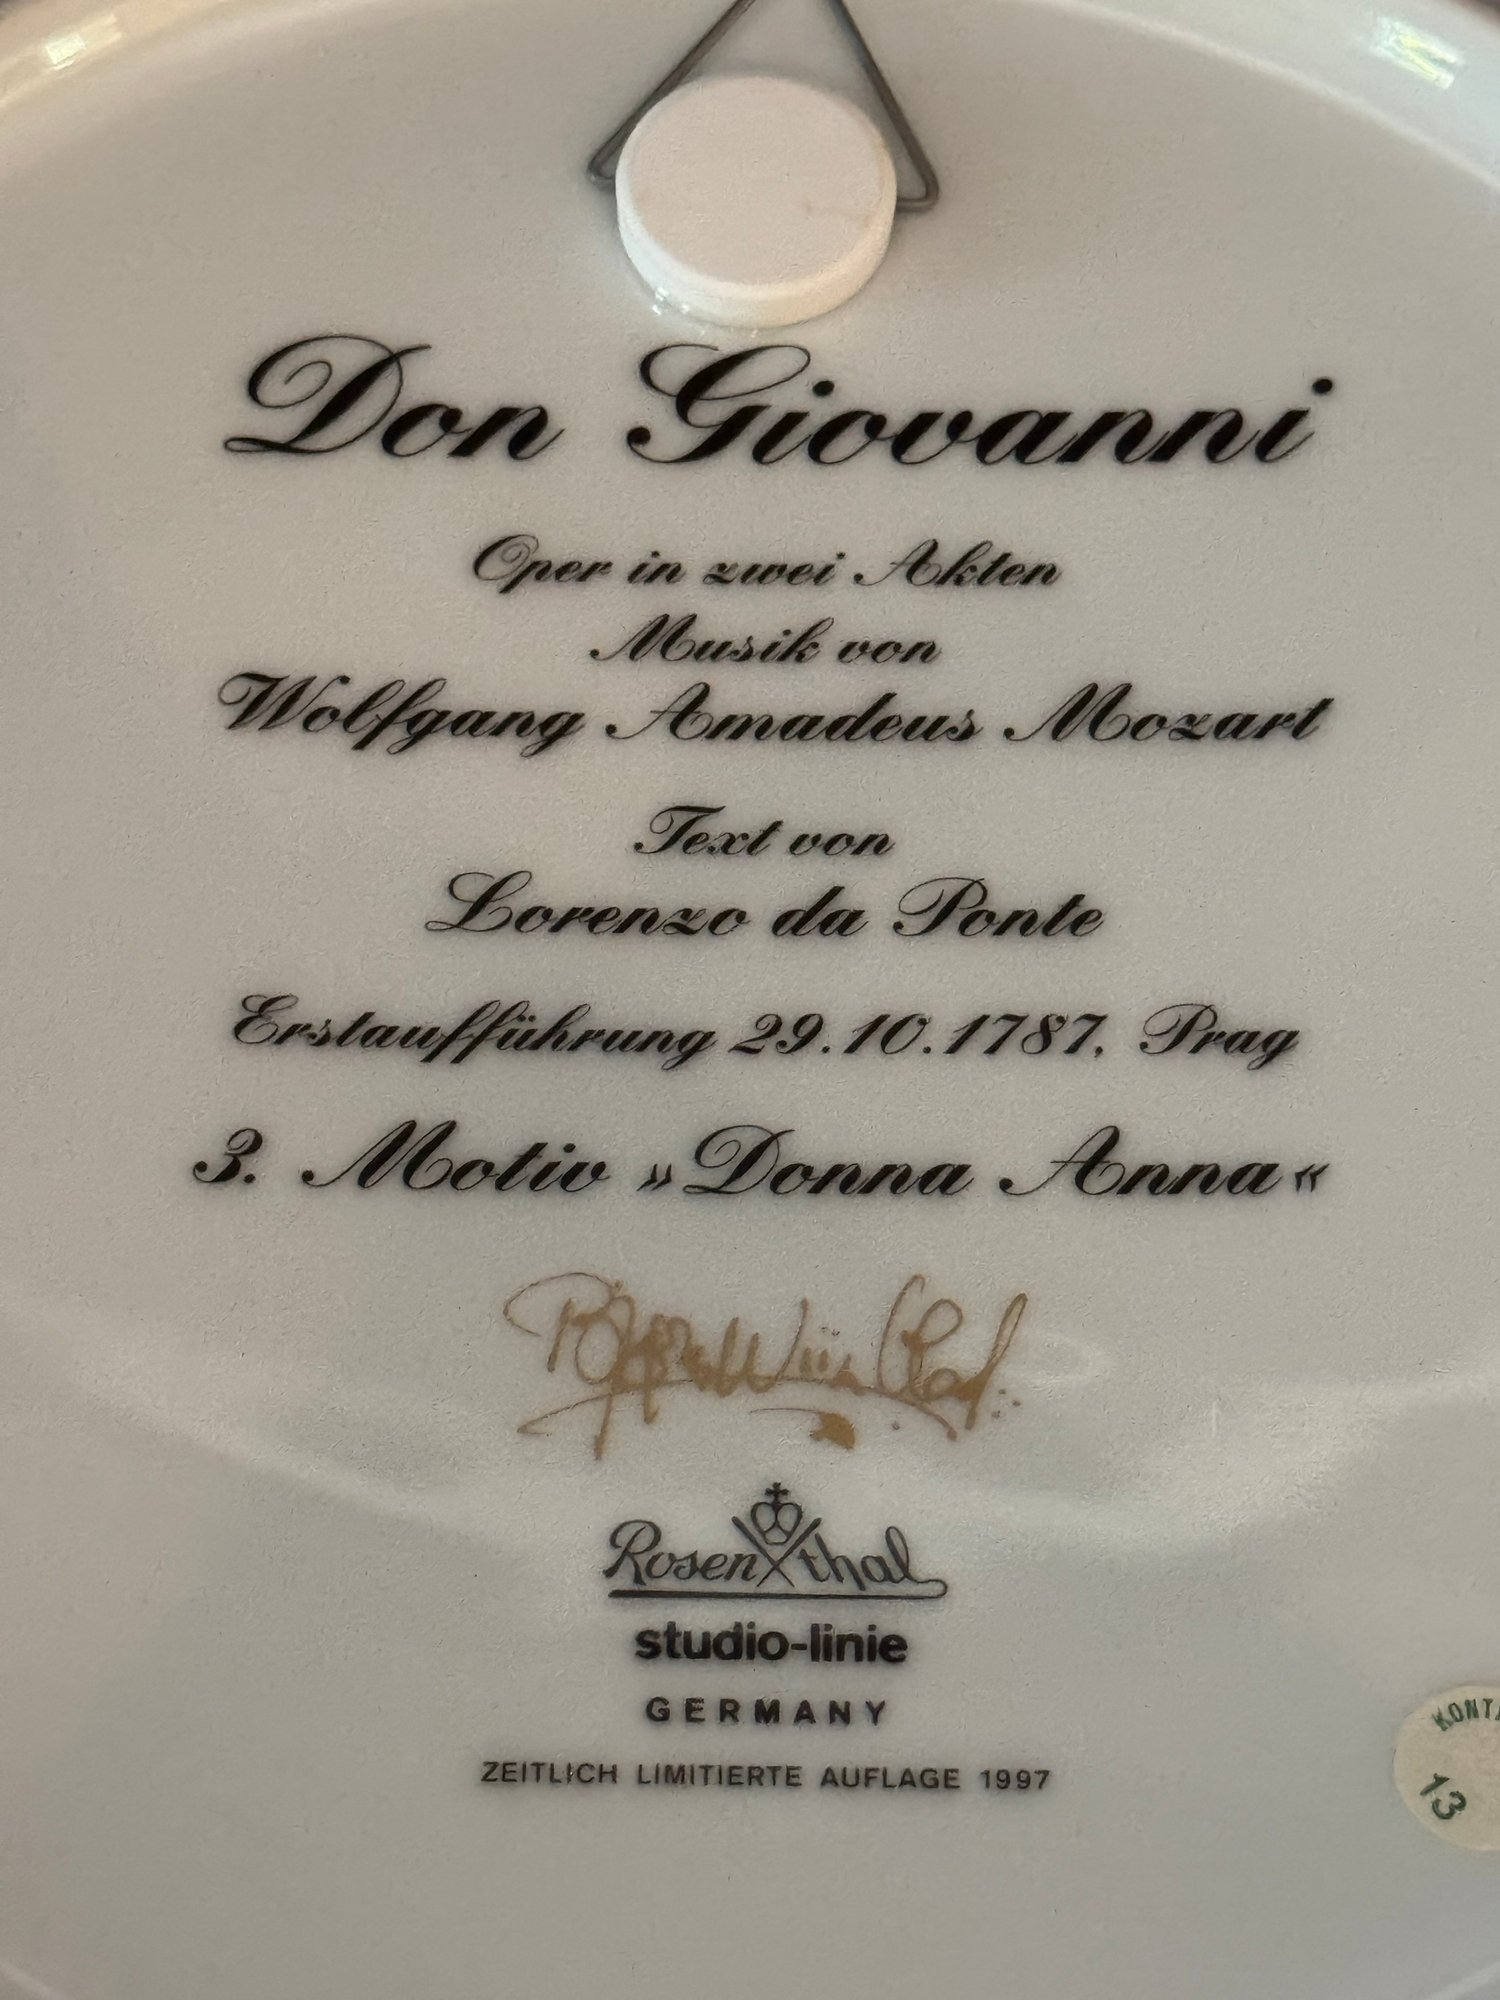 Don Giovanni
Oper in zwei Akten
Musik von
Wolfgang Amadeus Mozart
Text von
Lorenzo da Ponte
Erstaufführung 29.10.1787, Prag
3. Motiv »Donna Anna«
Rosenthal
studio-linie
GERMANY
ZEITLICH LIMITIERTE AUFLAGE 1997
13